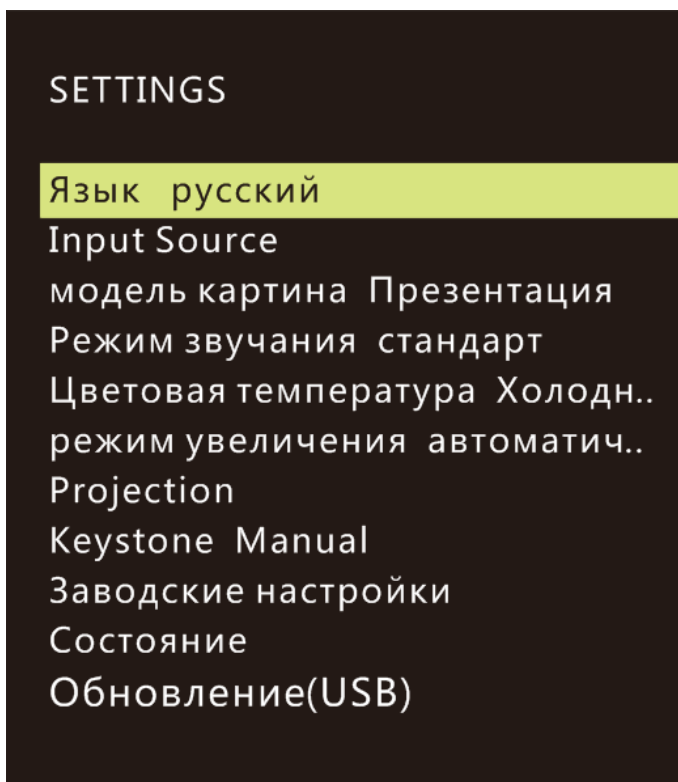 SETTINGS
Язык русский
Input Source
модель картина Презентация
Режим звучания стандарт
Цветовая температура Холодн..
режим увеличения автоматич..
Projection
Keystone Manual
Заводские настройки
Состояние
Обновление(USB)